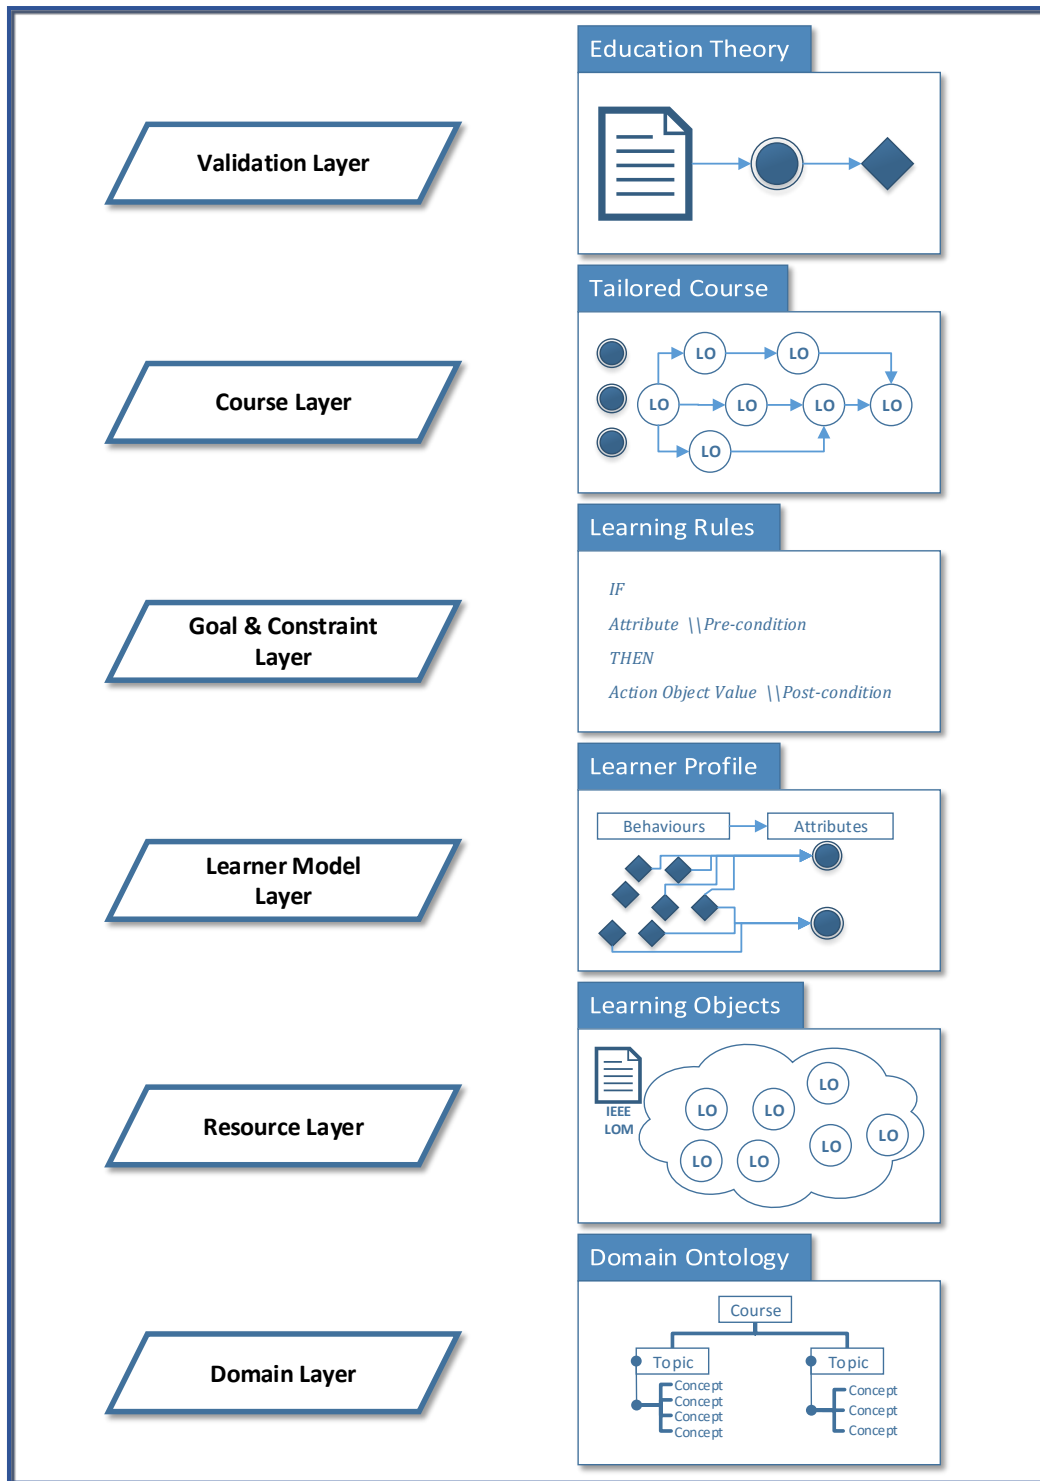 Education Theory
Validation Layer
Tailored Course
LO
LO
Course Layer
LO
LO
LO
LO
LO
Learning Rules
IF
Attribute \\Pre-condition
THEN
Action Object Value \\Post-condition
Goal & Constraint
Layer
Learner Profile
Behaviours
Attributes
Learner Model
Layer
Learning Objects
IEEE
LOM
LO
LO
LO
LO
LO
LO
LO
Resource Layer
Domain Ontology
Course
Topic
Topic
Concept
Concept
Concept
Concept
Concept
Concept
Concept
Domain Layer